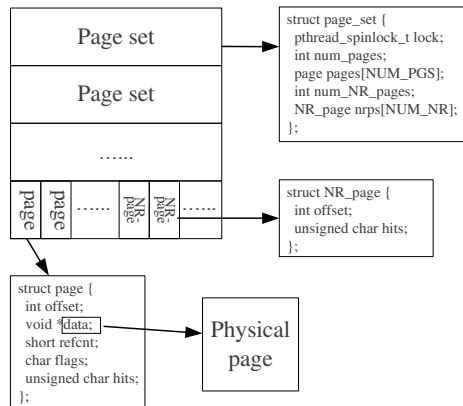 Page set
Page set
......
page
page
......
NR-
page
NR-
page
......
struct page_set {
pthread_spinlock_t lock;
int num_pages;
page pages[NUM_PGS];
int num_NR_pages;
NR_page nrps[NUM_NR];
};
struct NR_page {
int offset;
unsigned char hits;
};
struct page {
int offset;
void *data;
short refcnt;
char flags;
unsigned char hits;
};
Physical
page